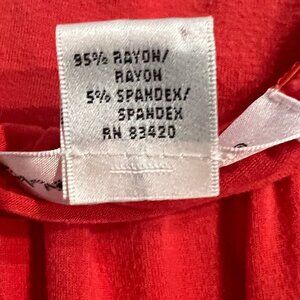 95% RAYON/
RAYON
5% SPANDEX/
SPANDEX
RN 83420